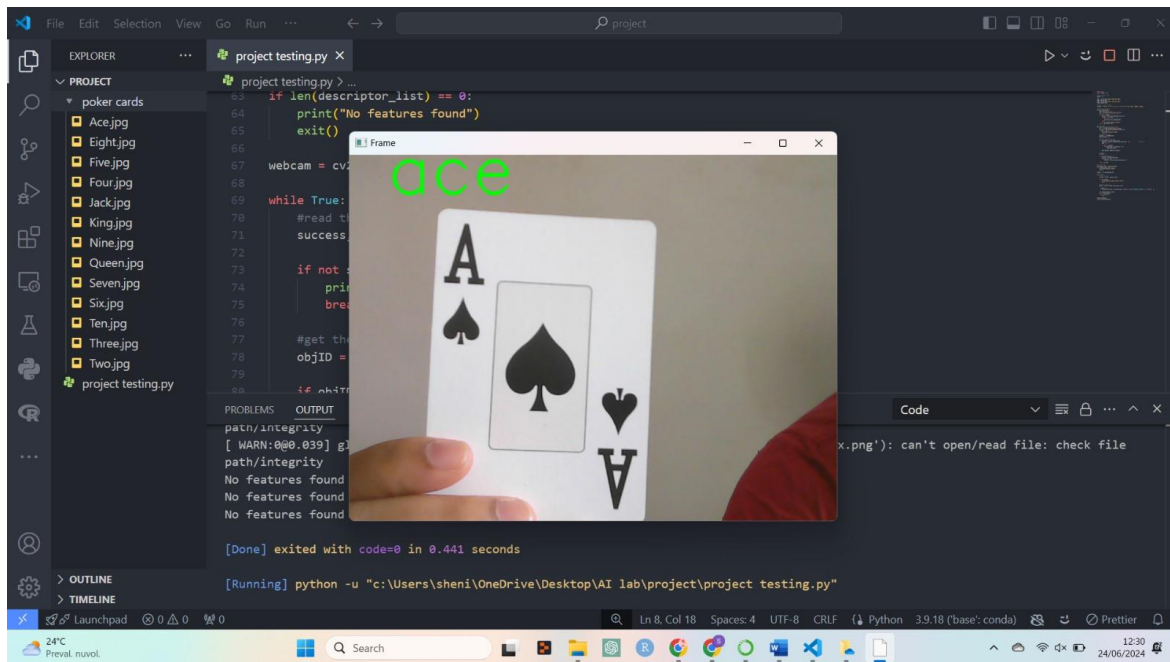 File Edit Selection View Go Run ··· project
EXPLORER ···
PROJECT
poker cards
Ace.jpg
Eight.jpg
Five.jpg
Four.jpg
Jack.jpg
King.jpg
Nine.jpg
Queen.jpg
Seven.jpg
Six.jpg
Ten.jpg
Three.jpg
Two.jpg
project testing.py
OUTLINE
TIMELINE
project testing.py
project testing.py > ...
63 if len(descriptor_list) == 0:
64 print("No features found")
65 exit()
66
67 webcam = cv2
68
69 while True:
70 #read th
71 success
72
73 if not s
74 prin
75 brea
76
77 #get the
78 objID =
79
80 if objID
Frame
ace
A
A
PROBLEMS OUTPUT Code
path/integrity
[ WARN:0@0.039] gl x.png'): can't open/read file: check file
path/integrity
No features found
No features found
No features found
[Done] exited with code=0 in 0.441 seconds
[Running] python -u "c:\Users\sheni\OneDrive\Desktop\AI lab\project\project testing.py"
Launchpad 0 0 0 Ln 8, Col 18 Spaces: 4 UTF-8 CRLF Python 3.9.18 ('base': conda) Prettier
24°C
Preval. nuvol.
Search
12:30
24/06/2024